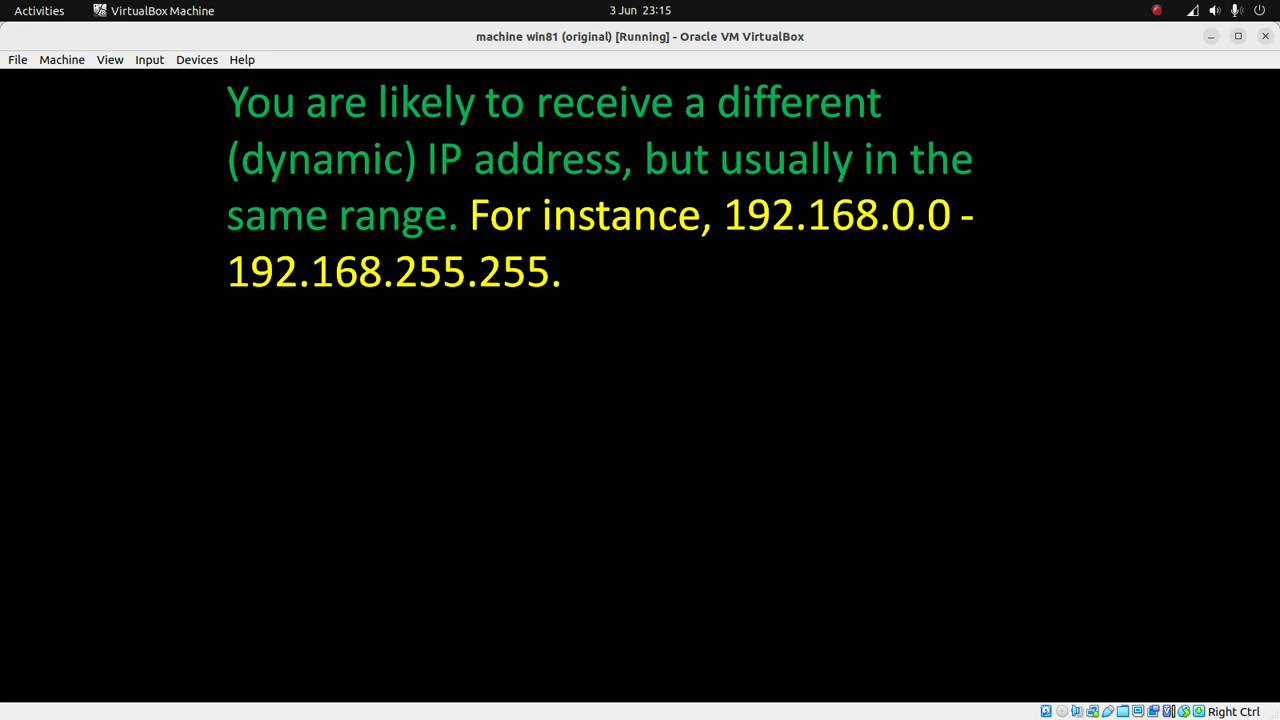 Activities VirtualBox Machine 3 Jun 23:15
machine win81 (original) [Running] - Oracle VM VirtualBox
File Machine View Input Devices Help
You are likely to receive a different
(dynamic) IP address, but usually in the
same range. For instance, 192.168.0.0 -
192.168.255.255.
Right Ctrl